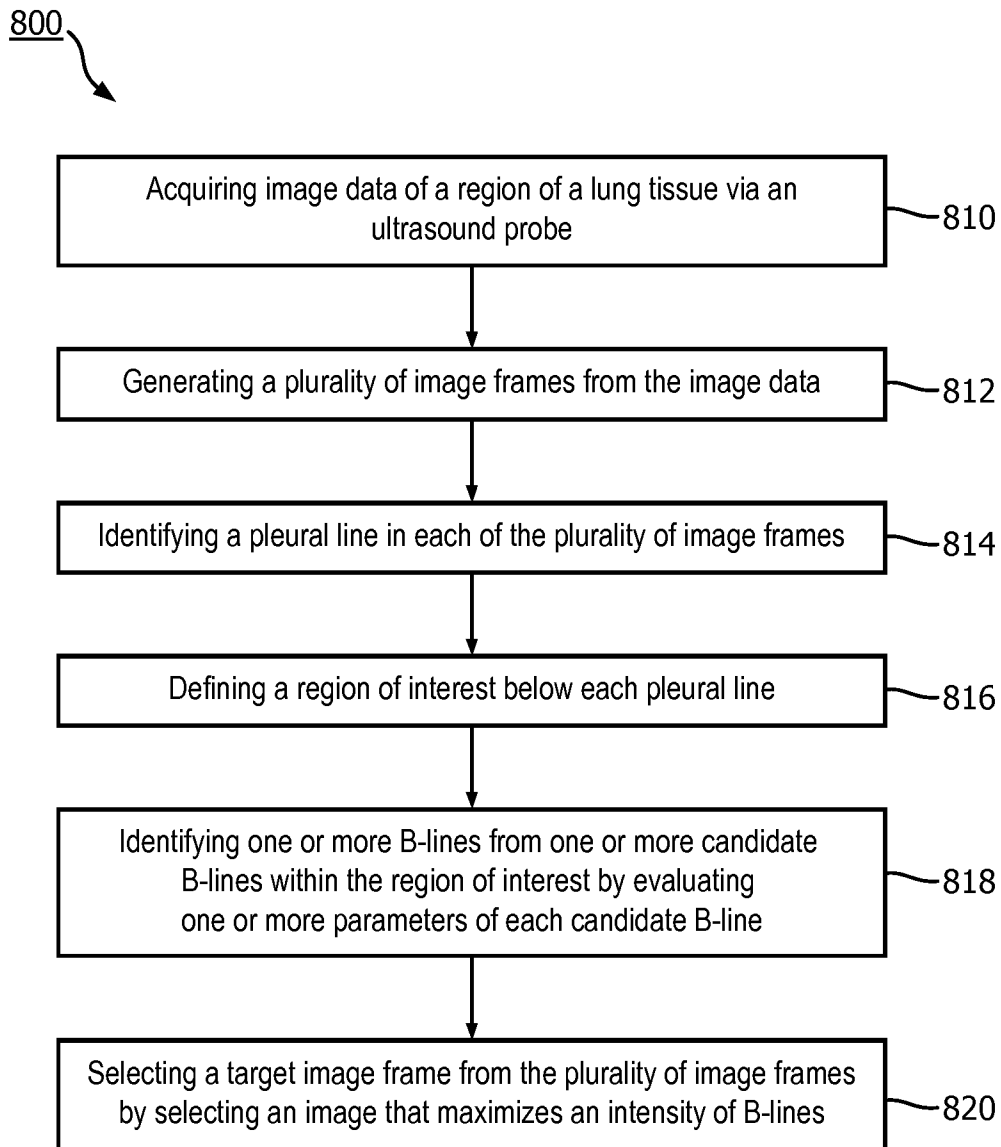 800
Acquiring image data of a region of a lung tissue via an
ultrasound probe
810
Generating a plurality of image frames from the image data
812
Identifying a pleural line in each of the plurality of image frames
814
Defining a region of interest below each pleural line
816
Identifying one or more B-lines from one or more candidate
B-lines within the region of interest by evaluating
one or more parameters of each candidate B-line
818
Selecting a target image frame from the plurality of image frames
by selecting an image that maximizes an intensity of B-lines
820